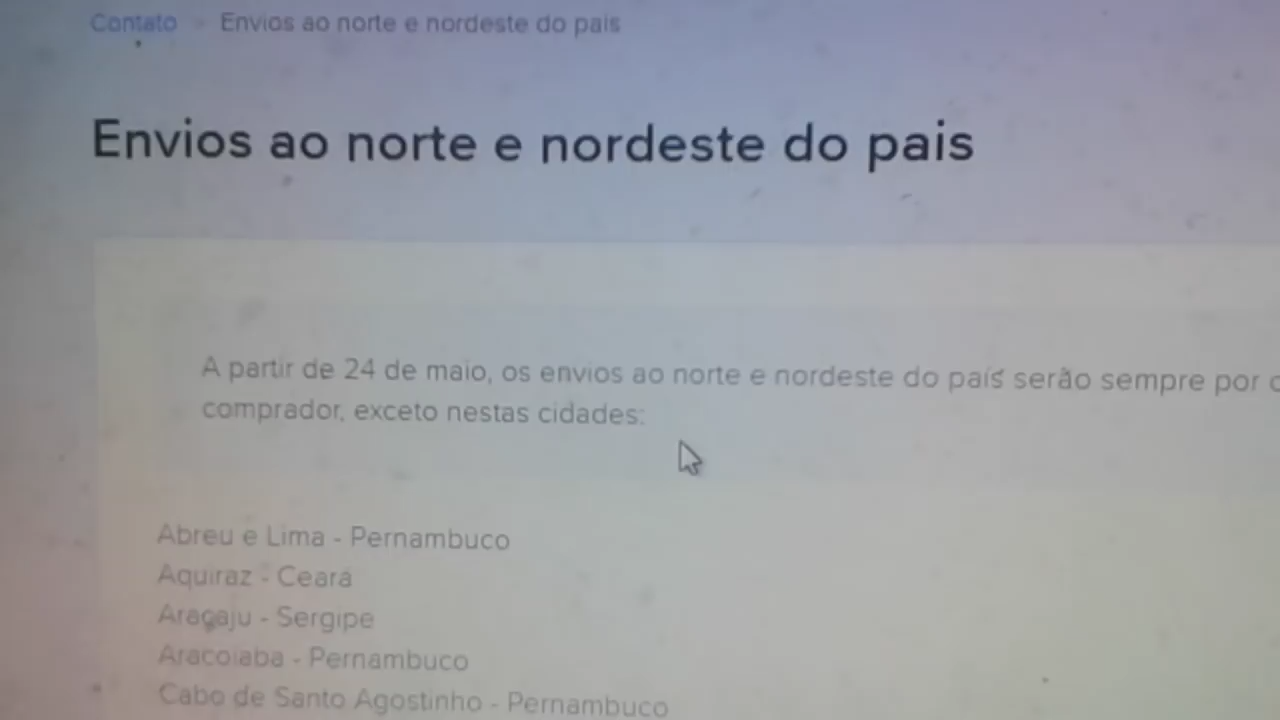 Contato Envios ao norte e nordeste do pais
Envios ao norte e nordeste do pais
A partir de 24 de maio, os envios ao norte e nordeste do país serão sempre por
comprador, exceto nestas cidades:
Abreu e Lima - Pernambuco
Aquiraz - Ceará
Aracaju - Sergipe
Aracoiaba - Pernambuco
Cabo de Santo Agostinho - Pernambuco